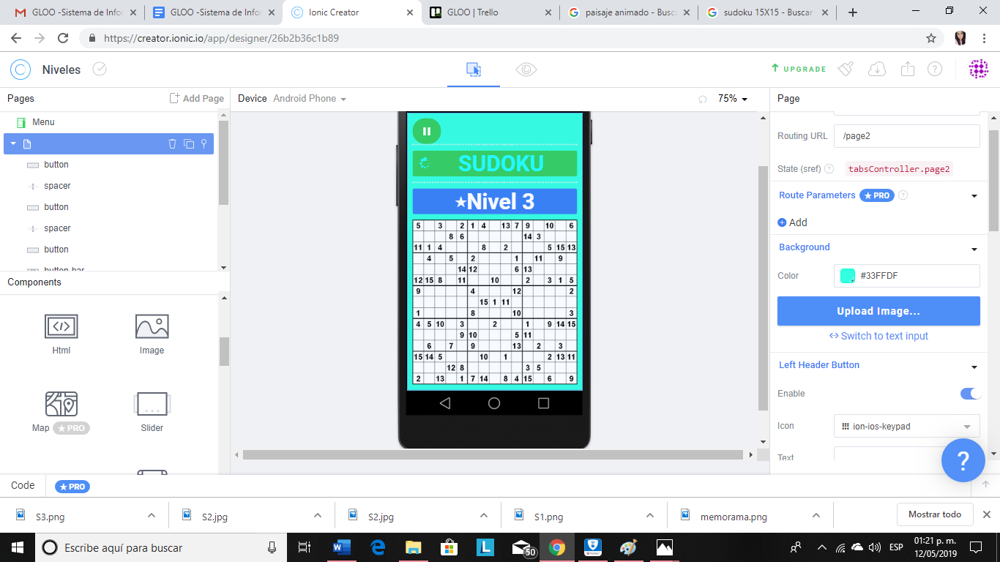 GLOO -Sistema de Infor
GLOO -Sistema de Infor
Ionic Creator
GLOO | Trello
paisaje animado - Busca
sudoku 15X15 - Buscar
https://creator.ionic.io/app/designer/26b2b36c1b89
Niveles
UPGRADE
Pages
Add Page
Device Android Phone
75%
Page
Menu
button
spacer
button
spacer
button
button-bar
Components
Html
Image
Map PRO
Slider
SUDOKU
Nivel 3
5 3 2 1 4 13 7 9 10 6
8 6 14 3
11 1 4 8 2 5 15 13
4 5 2 1 11 9
14 12 6 13
12 15 8 11 10 2 3 1 5
9 4 12 2
15 1 11
1 8 10 3
4 5 10 3 2 1 9 14 15
9 10 5 11
6 7 9 13 2 3
15 14 5 10 1 2 13 11
12 8 3 5
2 13 1 7 14 8 4 15 6 9
Routing URL /page2
State (sref) ? tabsController.page2
Route Parameters PRO ?
Add
Background
Color #33FFDF
Upload Image...
Switch to text input
Left Header Button
Enable
Icon ion-ios-keypad
Text
?
Code PRO
S3.png
S2.jpg
S2.jpg
S1.png
memorama.png
Mostrar todo
Escribe aquí para buscar
50
ESP
01:21 p. m.
12/05/2019